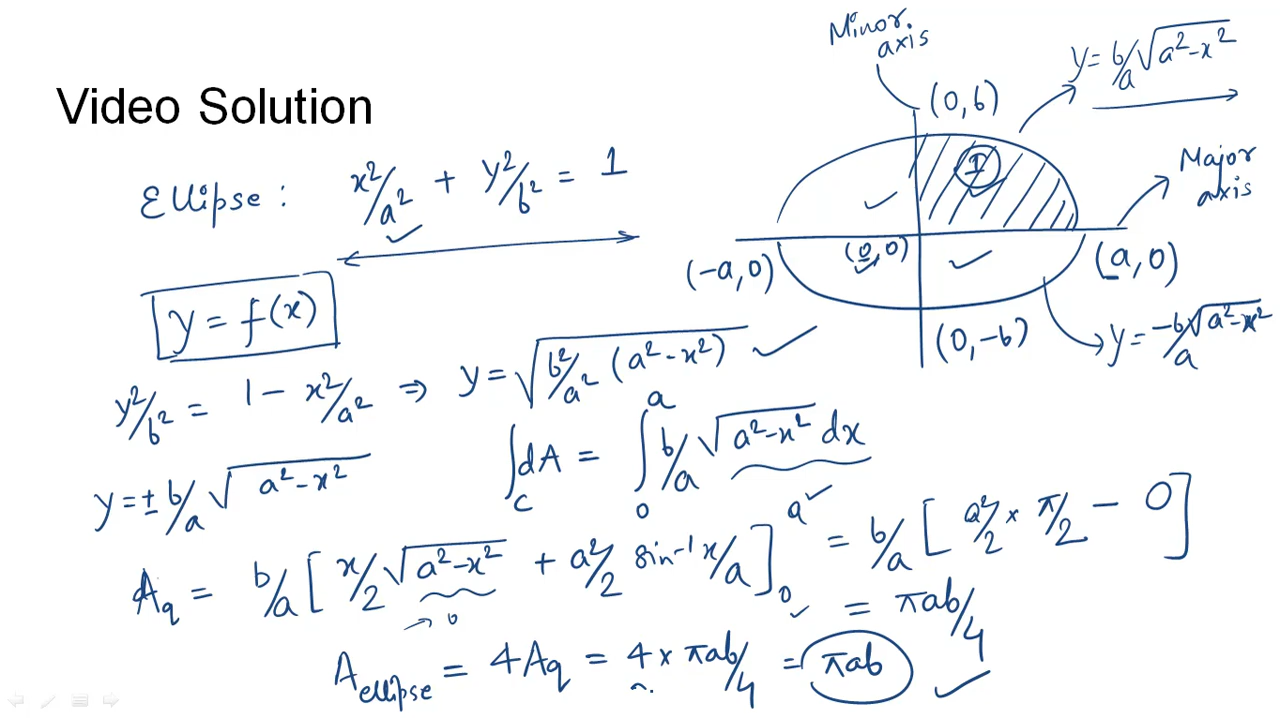 Video Solution
Minor axis
(0, b)
y = b/a √(a² - x²)
Ellipse : x²/a² + y²/b² = 1
I
Major axis
(-a, 0)
(0, 0)
(a, 0)
y = f(x)
(0, -b)
y = -b/a √(a² - x²)
y²/b² = 1 - x²/a² ⇒ y = √(b²/a² (a² - x²))
y = ± b/a √(a² - x²)
∫_C dA = ∫₀ᵃ b/a √(a² - x²) dx
A_q = b/a [ x/2 √(a² - x²) + a²/2 sin⁻¹ x/a ]₀ᵃ = b/a [ a²/2 × π/2 - 0 ]
→ 0
= πab/4
A_ellipse = 4A_q = 4 × πab/4 = πab